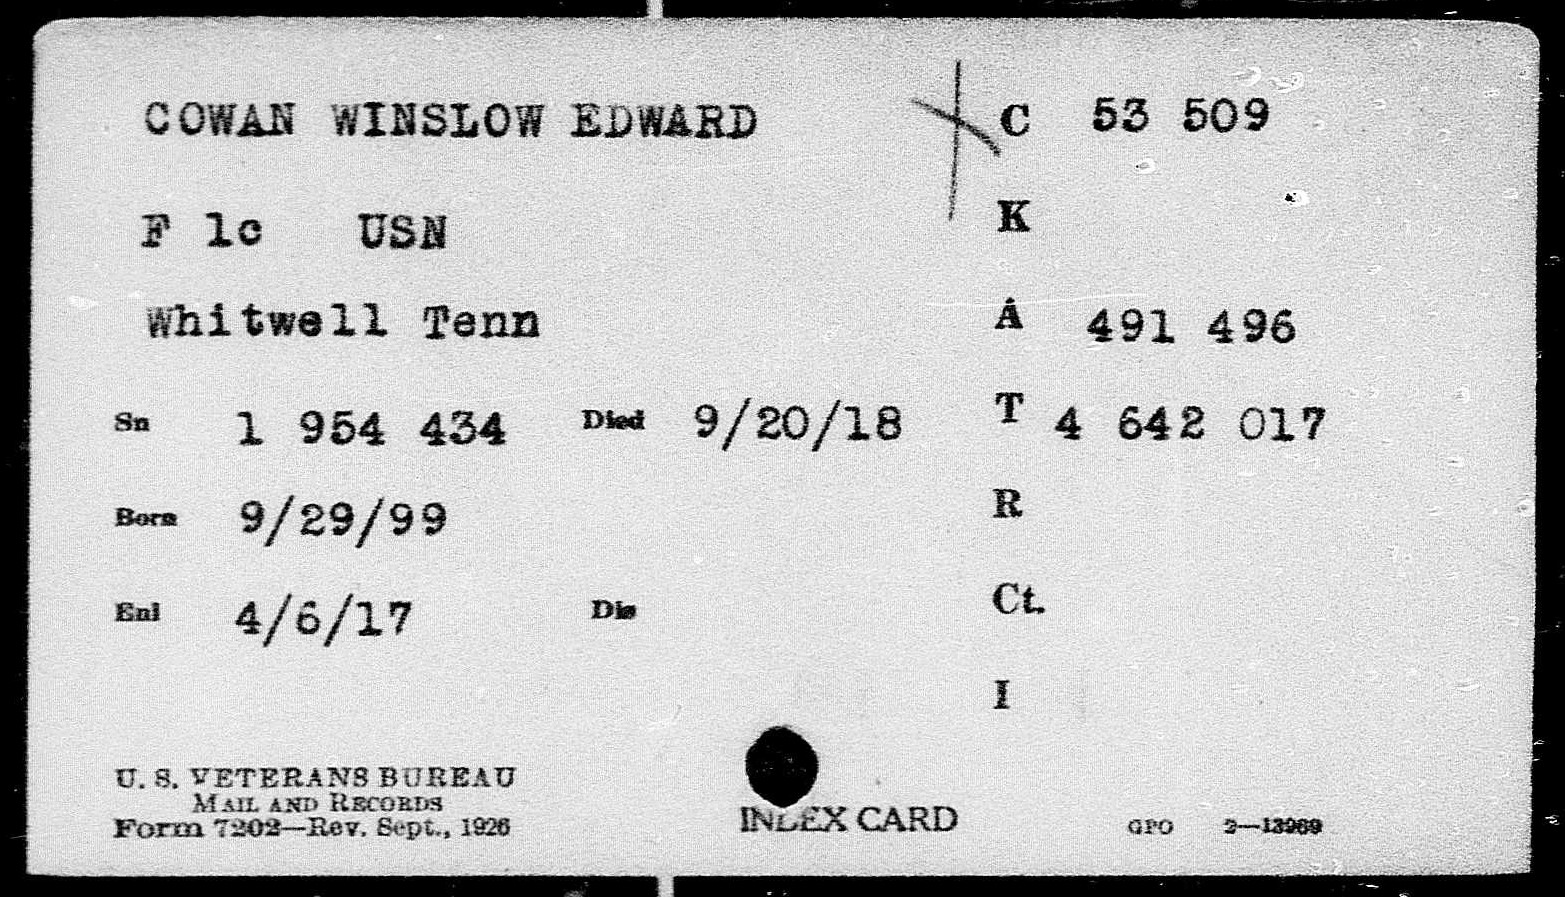 COWAN WINSLOW EDWARD C 53 509
F 1c USN K
Whitwell Tenn A 491 496
Sn 1 954 434 Died 9/20/18 T 4 642 017
Born 9/29/99 R
Enl 4/6/17 Dis Ct.
I
U. S. VETERANS BUREAU
MAIL AND RECORDS
Form 7202—Rev. Sept., 1926 INDEX CARD GPO 2—13969